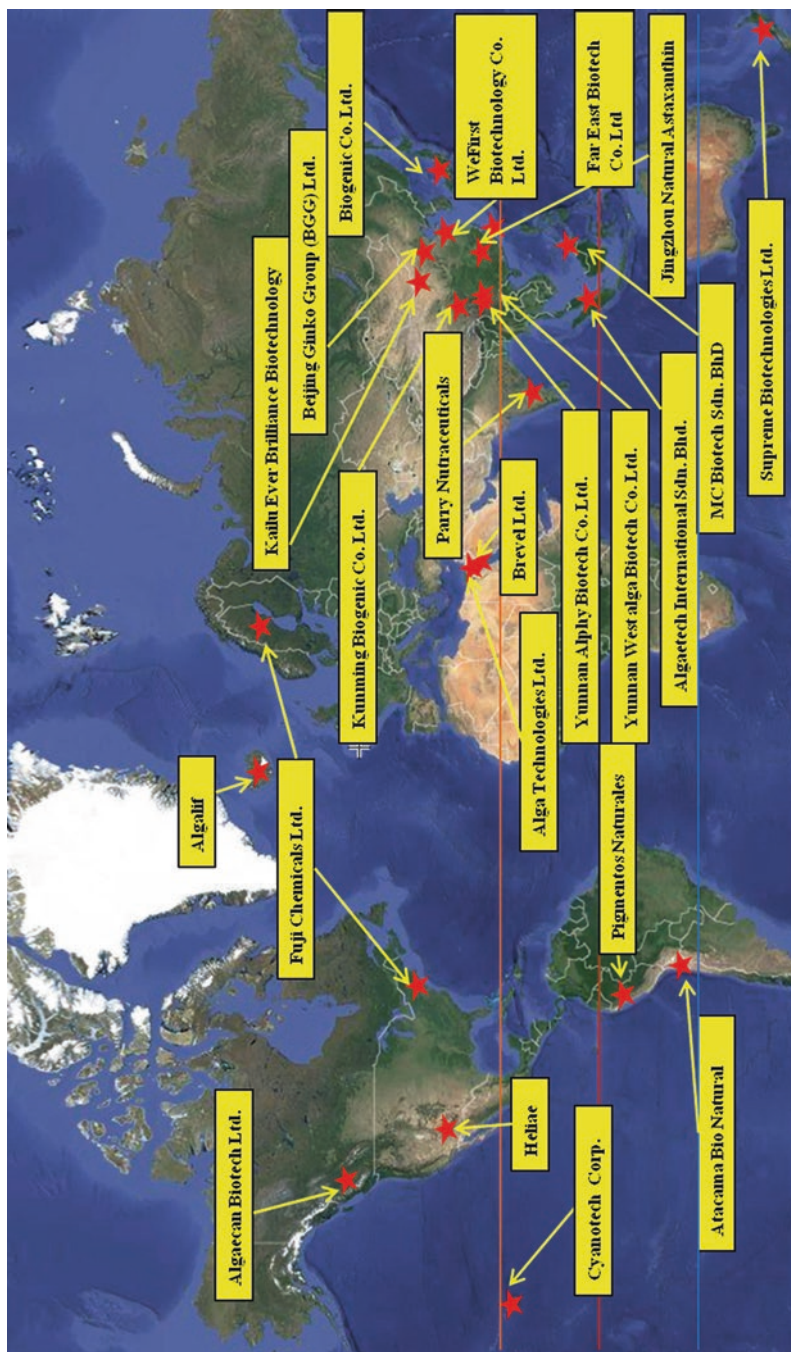 Algaecan Biotech Ltd.
Fuji Chemicals Ltd.
Algalif
Kailu Ever Brilliance Biotechnology
Beijing Ginko Group (BGG) Ltd.
Biogenic Co. Ltd.
Kunming Biogenic Co. Ltd.
Parry Nutraceuticals
WeFirst
Biotechnology Co.
Ltd.
Heliae
Alga Technologies Ltd.
Brevel Ltd.
Cyanotech Corp.
Pigmentos Naturales
Yunnan Alphy Biotech Co. Ltd.
Yunnan West alga Biotech Co. Ltd.
Far East Biotech
Co. Ltd
Jingzhou Natural Astaxanthin
Atacama Bio Natural
Algaetech International Sdn. Bhd.
MC Biotech Sdn. BhD
Supreme Biotechnologies Ltd.